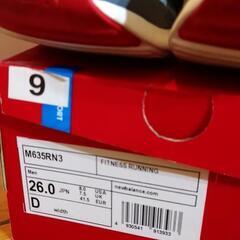 9
M635RN3
FITNESS RUNNING
Men
26.0 JPN
8.0 USA
7.5 UK
41.5 EUR
D width
newbalance.com